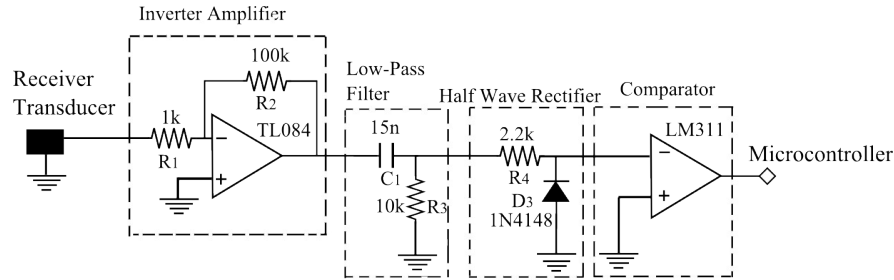 Inverter Amplifier
Receiver
Transducer
1k
R1
100k
R2
TL084
−
+
Low-Pass
Filter
15n
C1
10k
R3
Half Wave Rectifier
2.2k
R4
D3
1N4148
Comparator
LM311
−
+
Microcontroller